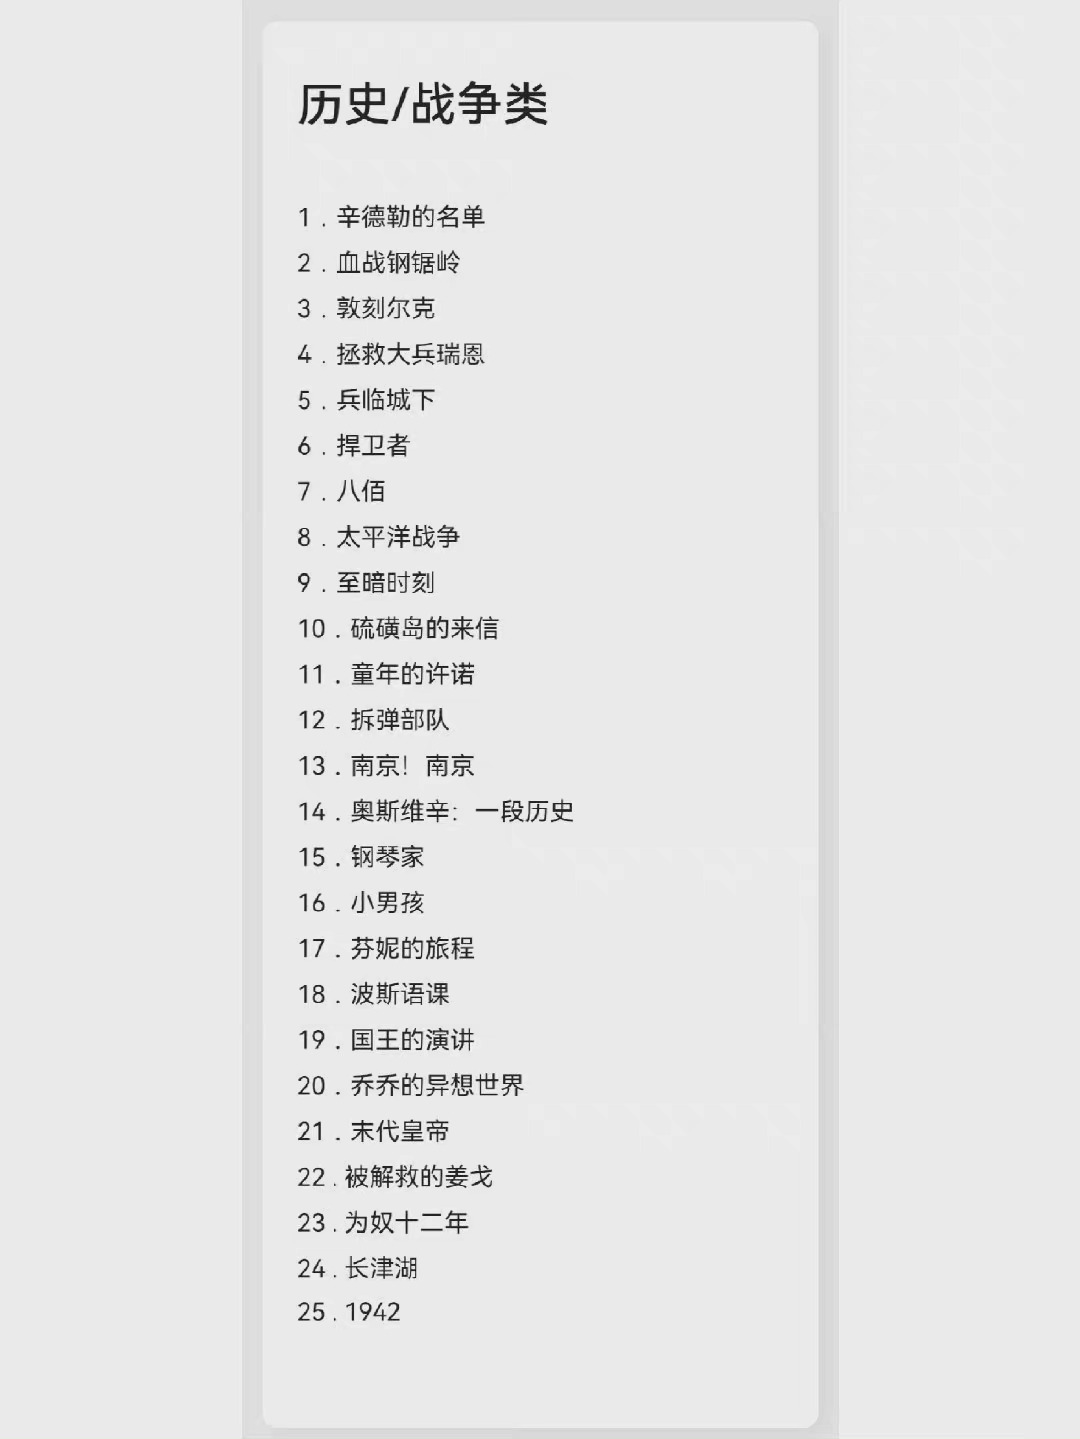 历史/战争类
1 . 辛德勒的名单
2 . 血战钢锯岭
3 . 敦刻尔克
4 . 拯救大兵瑞恩
5 . 兵临城下
6 . 捍卫者
7 . 八佰
8 . 太平洋战争
9 . 至暗时刻
10 . 硫磺岛的来信
11 . 童年的许诺
12 . 拆弹部队
13 . 南京！南京
14 . 奥斯维辛：一段历史
15 . 钢琴家
16 . 小男孩
17 . 芬妮的旅程
18 . 波斯语课
19 . 国王的演讲
20 . 乔乔的异想世界
21 . 末代皇帝
22 . 被解救的姜戈
23 . 为奴十二年
24 . 长津湖
25 . 1942